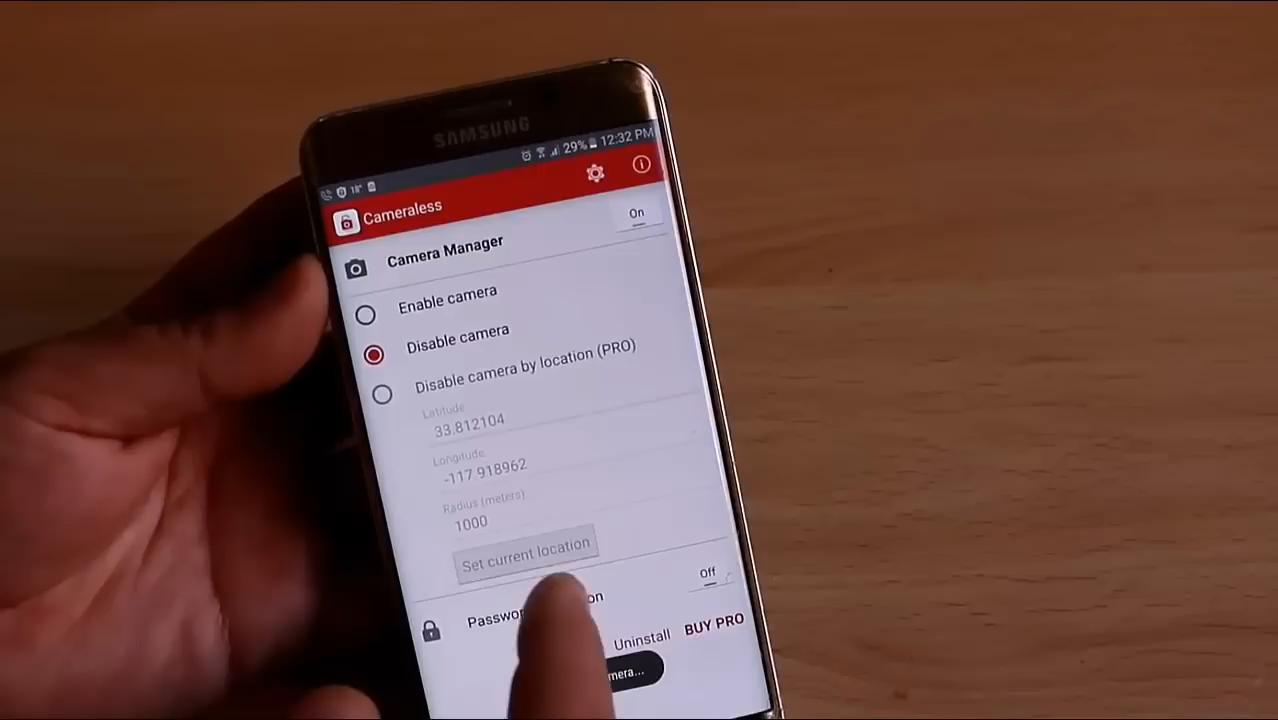 SAMSUNG
18° 29% 12:32 PM
Cameraless
Camera Manager On
Enable camera
Disable camera
Disable camera by location (PRO)
Latitude
33.812104
Longitude
-117.918962
Radius (meters)
1000
Set current location
Off
Uninstall BUY PRO